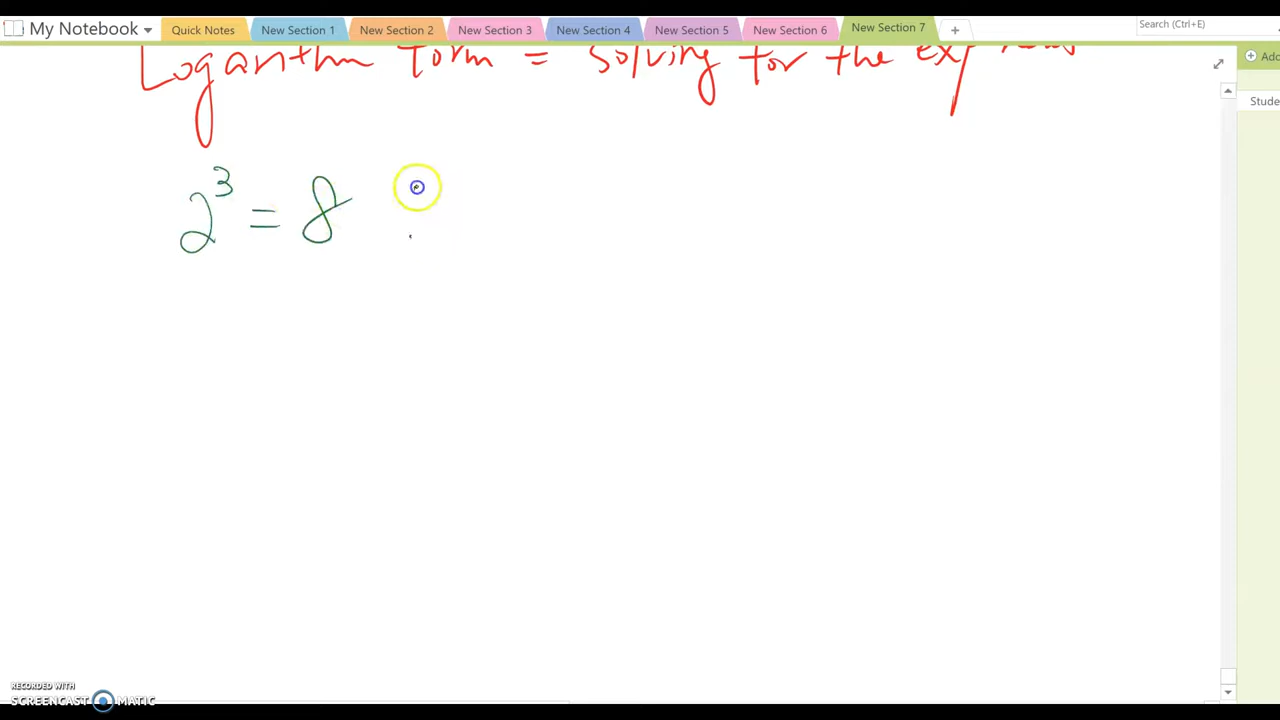 My Notebook
Quick Notes
New Section 1
New Section 2
New Section 3
New Section 4
New Section 5
New Section 6
New Section 7
Search (Ctrl+E)
Logarithm form = solving for the
2³ = 8
Add
Stude
RECORDED WITH
SCREENCAST MATIC